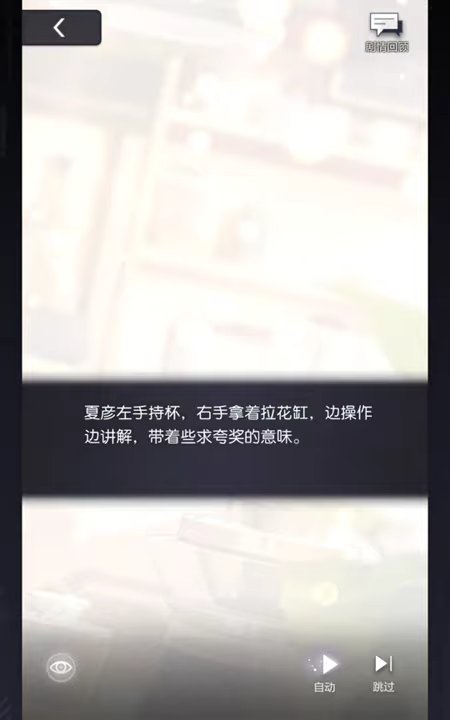 剧情回顾
夏彦左手持杯，右手拿着拉花缸，边操作
边讲解，带着些求夸奖的意味。
自动
跳过